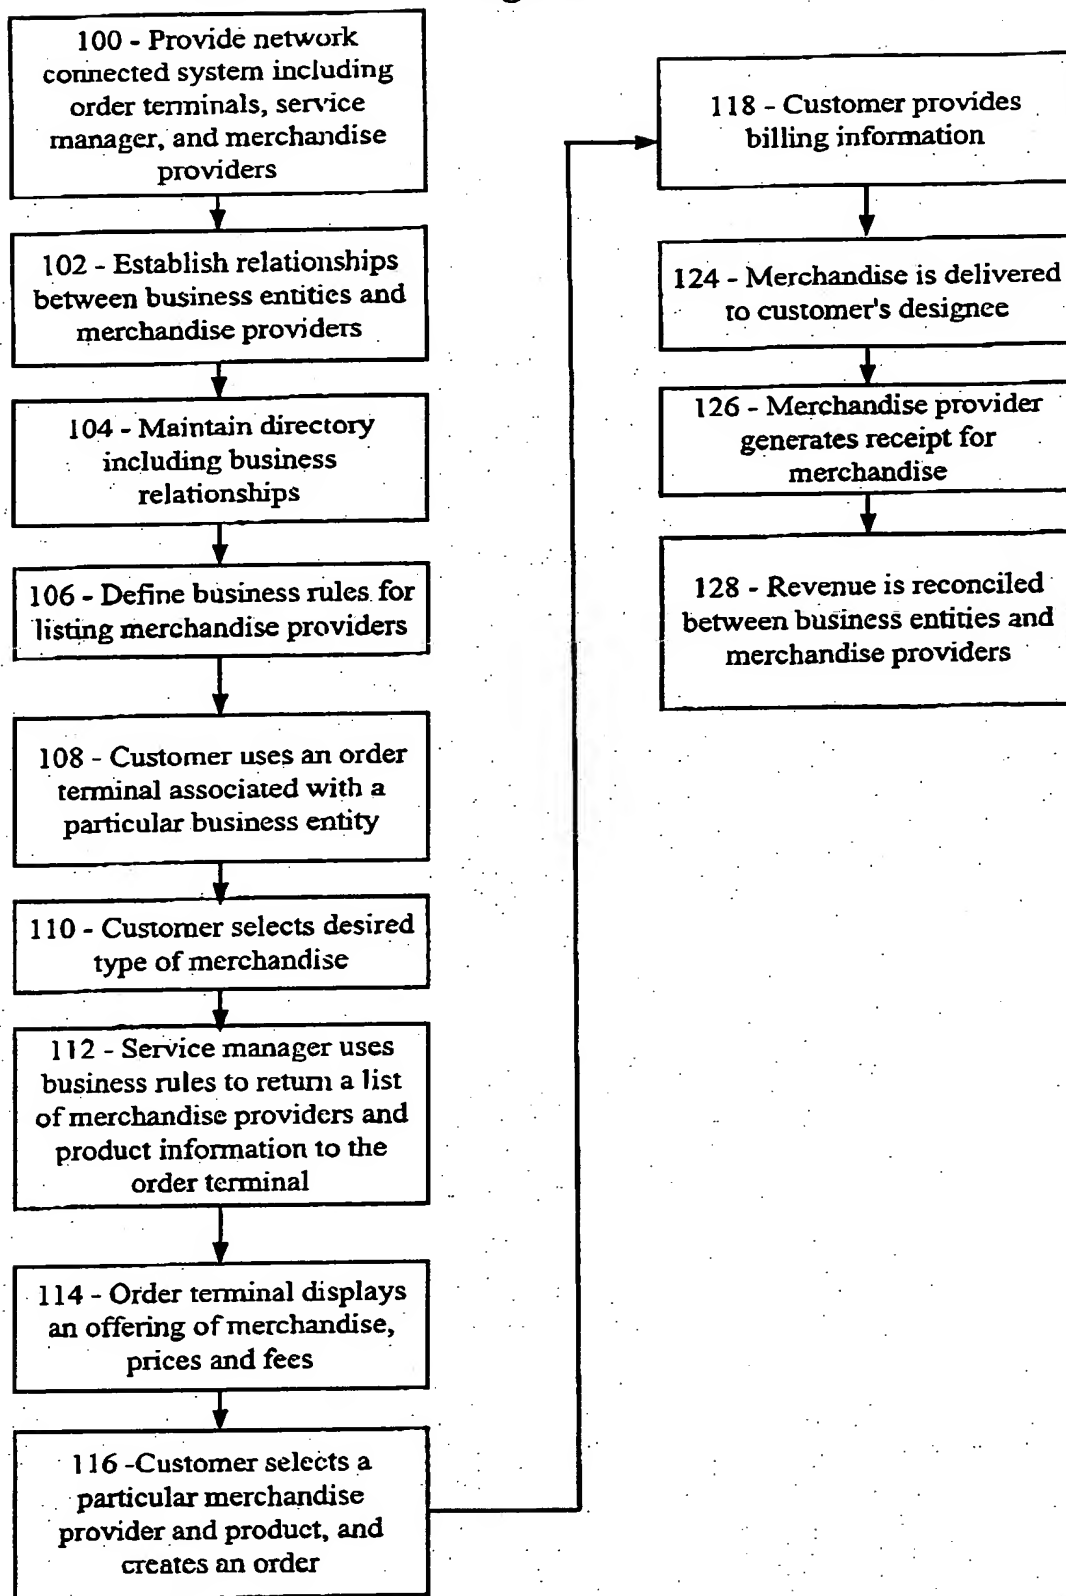 100 - Provide network
connected system including
order terminals, service
manager, and merchandise
providers
102 - Establish relationships
between business entities and
merchandise providers
104 - Maintain directory
including business
relationships
106 - Define business rules for
listing merchandise providers
108 - Customer uses an order
terminal associated with a
particular business entity
110 - Customer selects desired
type of merchandise
112 - Service manager uses
business rules to return a list
of merchandise providers and
product information to the
order terminal
114 - Order terminal displays
an offering of merchandise,
prices and fees
116 -Customer selects a
particular merchandise
provider and product, and
creates an order
118 - Customer provides
billing information
124 - Merchandise is delivered
to customer's designee
126 - Merchandise provider
generates receipt for
merchandise
128 - Revenue is reconciled
between business entities and
merchandise providers